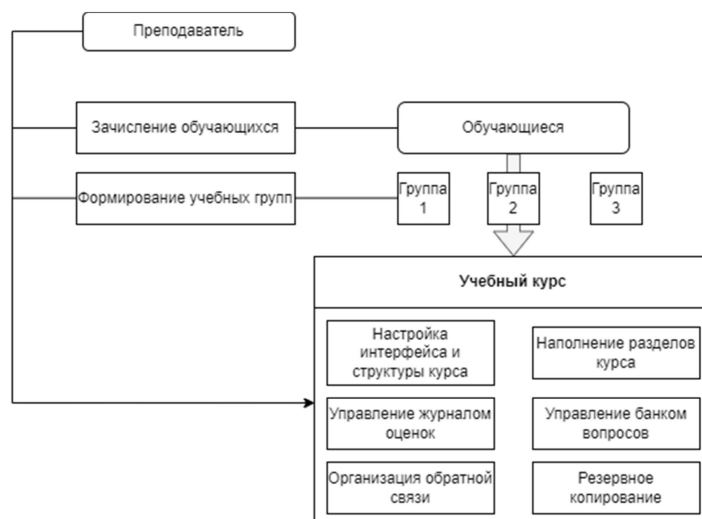 Преподаватель
Зачисление обучающихся
Обучающиеся
Формирование учебных групп
Группа
1
Группа
2
Группа
3
Учебный курс
Настройка
интерфейса и
структуры курса
Наполнение разделов
курса
Управление журналом
оценок
Управление банком
вопросов
Организация обратной
связи
Резервное
копирование